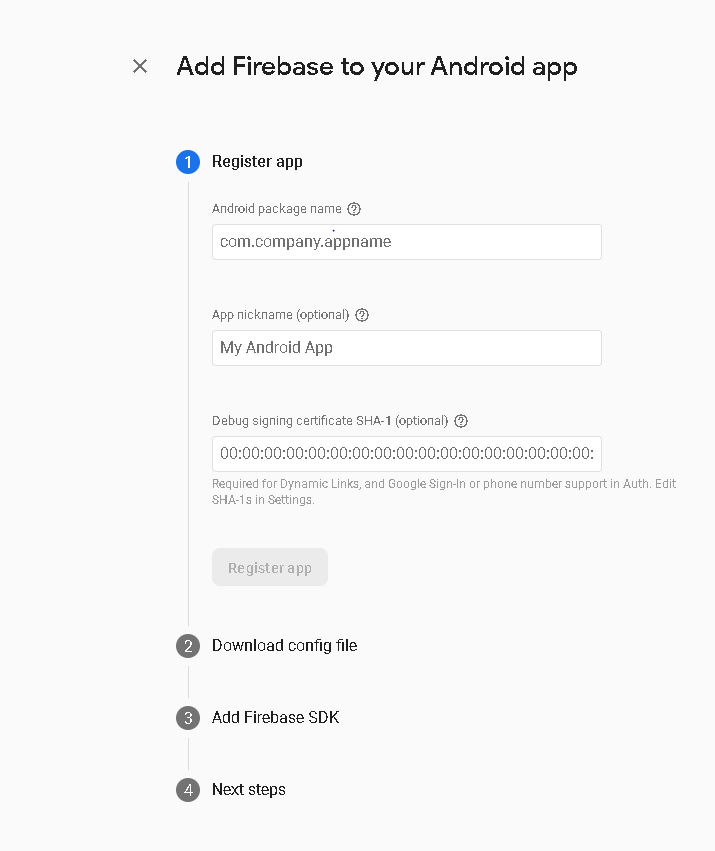 Add Firebase to your Android app
1 Register app
Android package name
com.company.appname
App nickname (optional)
My Android App
Debug signing certificate SHA-1 (optional)
00:00:00:00:00:00:00:00:00:00:00:00:00:00:00:00:00:
Required for Dynamic Links, and Google Sign-In or phone number support in Auth. Edit
SHA-1s in Settings.
Register app
2 Download config file
3 Add Firebase SDK
4 Next steps